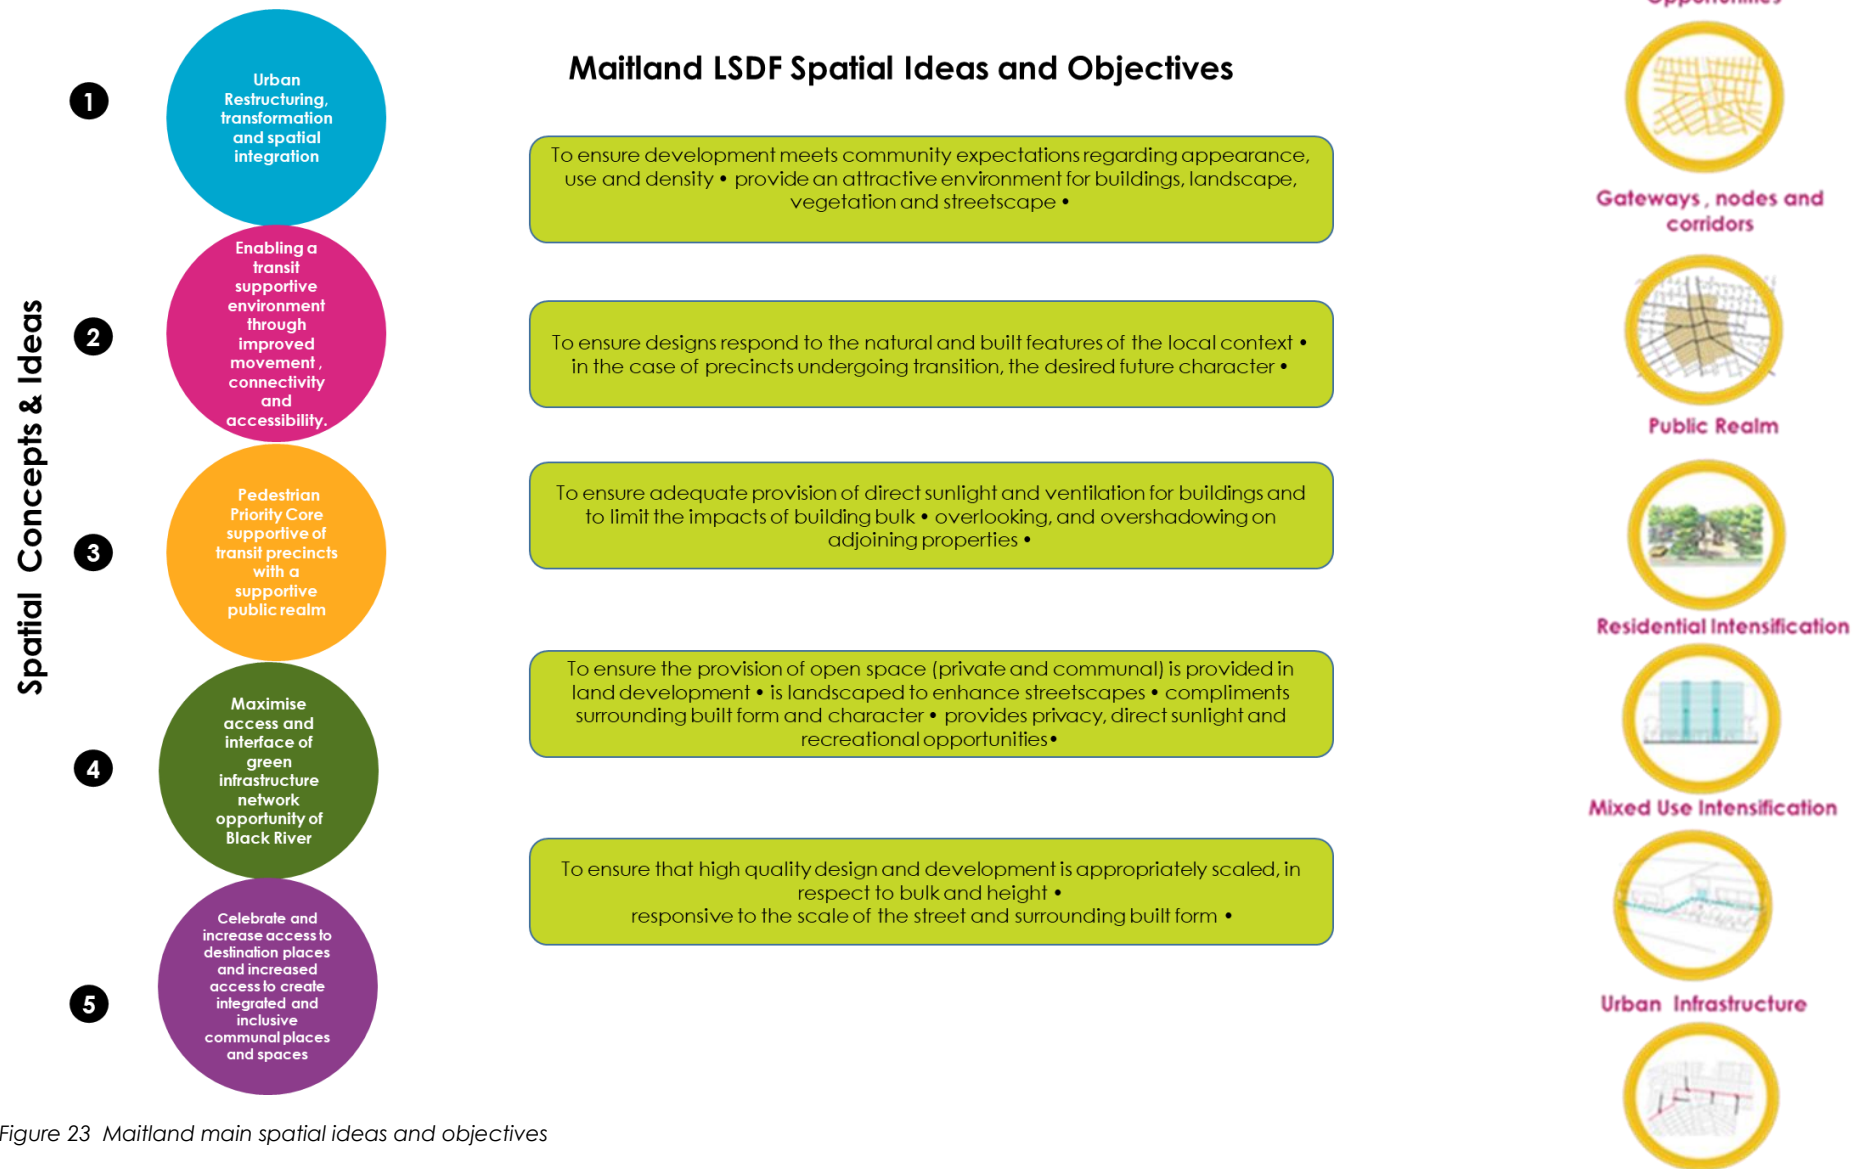 Maitland LSDF Spatial Ideas and Objectives
Spatial Concepts & Ideas
1
Urban
Restructuring,
transformation
and spatial
integration
2
Enabling a
transit
supportive
environment
through
improved
movement ,
connectivity
and
accessibility.
3
Pedestrian
Priority Core
supportive of
transit precincts
with a
supportive
public realm
4
Maximise
access and
interface of
green
infrastructure
network
opportunity of
Black River
5
Celebrate and
increase access to
destination places
and increased
access to create
integrated and
inclusive
communal places
and spaces
To ensure development meets community expectations regarding appearance,
use and density • provide an attractive environment for buildings, landscape,
vegetation and streetscape •
To ensure designs respond to the natural and built features of the local context •
in the case of precincts undergoing transition, the desired future character •
To ensure adequate provision of direct sunlight and ventilation for buildings and
to limit the impacts of building bulk • overlooking, and overshadowing on
adjoining properties •
To ensure the provision of open space (private and communal) is provided in
land development • is landscaped to enhance streetscapes • compliments
surrounding built form and character • provides privacy, direct sunlight and
recreational opportunities•
To ensure that high quality design and development is appropriately scaled, in
respect to bulk and height •
responsive to the scale of the street and surrounding built form •
Opportunities
Gateways , nodes and
corridors
Public Realm
Residential Intensification
Mixed Use Intensification
Urban Infrastructure
Figure 23 Maitland main spatial ideas and objectives